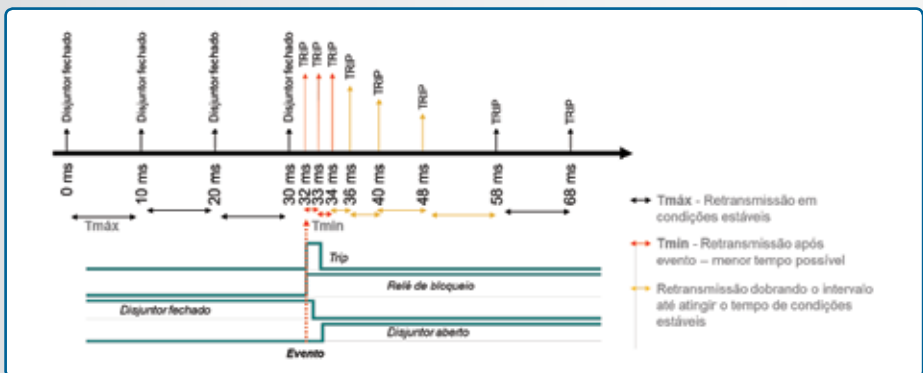 Disjuntor fechado
Disjuntor fechado
Disjuntor fechado
Disjuntor fechado
TRIP
TRIP
TRIP
TRIP
TRIP
TRIP
TRIP
TRIP
0 ms
10 ms
20 ms
30 ms
32 ms
33 ms
34 ms
36 ms
40 ms
48 ms
58 ms
68 ms
Tmáx
Tmin
Trip
Relé de bloqueio
Disjuntor fechado
Disjuntor aberto
Evento
Tmáx - Retransmissão em
condições estáveis
Tmin - Retransmissão após
evento – menor tempo possível
Retransmissão dobrando o intervalo
até atingir o tempo de condições
estáveis